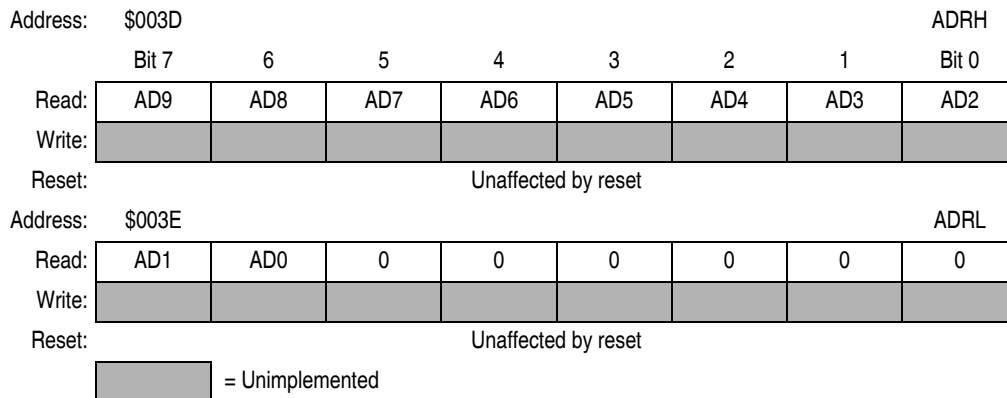 Address: $003D ADRH
Bit 7 6 5 4 3 2 1 Bit 0
Read: AD9 AD8 AD7 AD6 AD5 AD4 AD3 AD2
Write:
Reset: Unaffected by reset
Address: $003E ADRL
Read: AD1 AD0 0 0 0 0 0 0
Write:
Reset: Unaffected by reset
= Unimplemented